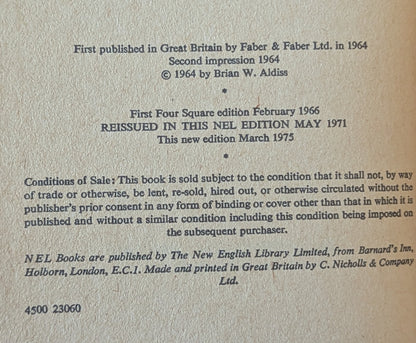 First published in Great Britain by Faber & Faber Ltd. in 1964
Second impression 1964
© 1964 by Brian W. Aldiss
•
First Four Square edition February 1966
REISSUED IN THIS NEL EDITION MAY 1971
This new edition March 1975
•
Conditions of Sale: This book is sold subject to the condition that it shall not, by way
of trade or otherwise, be lent, re-sold, hired out, or otherwise circulated without the
publisher's prior consent in any form of binding or cover other than that in which it is
published and without a similar condition including this condition being imposed on
the subsequent purchaser.
NEL Books are published by The New English Library Limited, from Barnard's Inn,
Holborn, London, E.C.1. Made and printed in Great Britain by C. Nicholls & Company
Ltd.
4500 23060